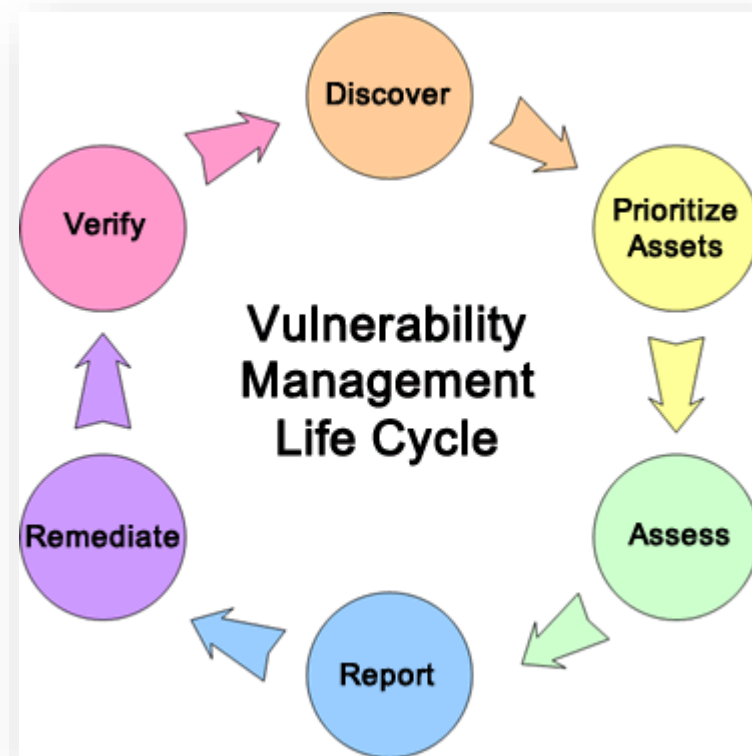 Discover
Prioritize
Assets
Assess
Report
Remediate
Verify
Vulnerability
Management
Life Cycle